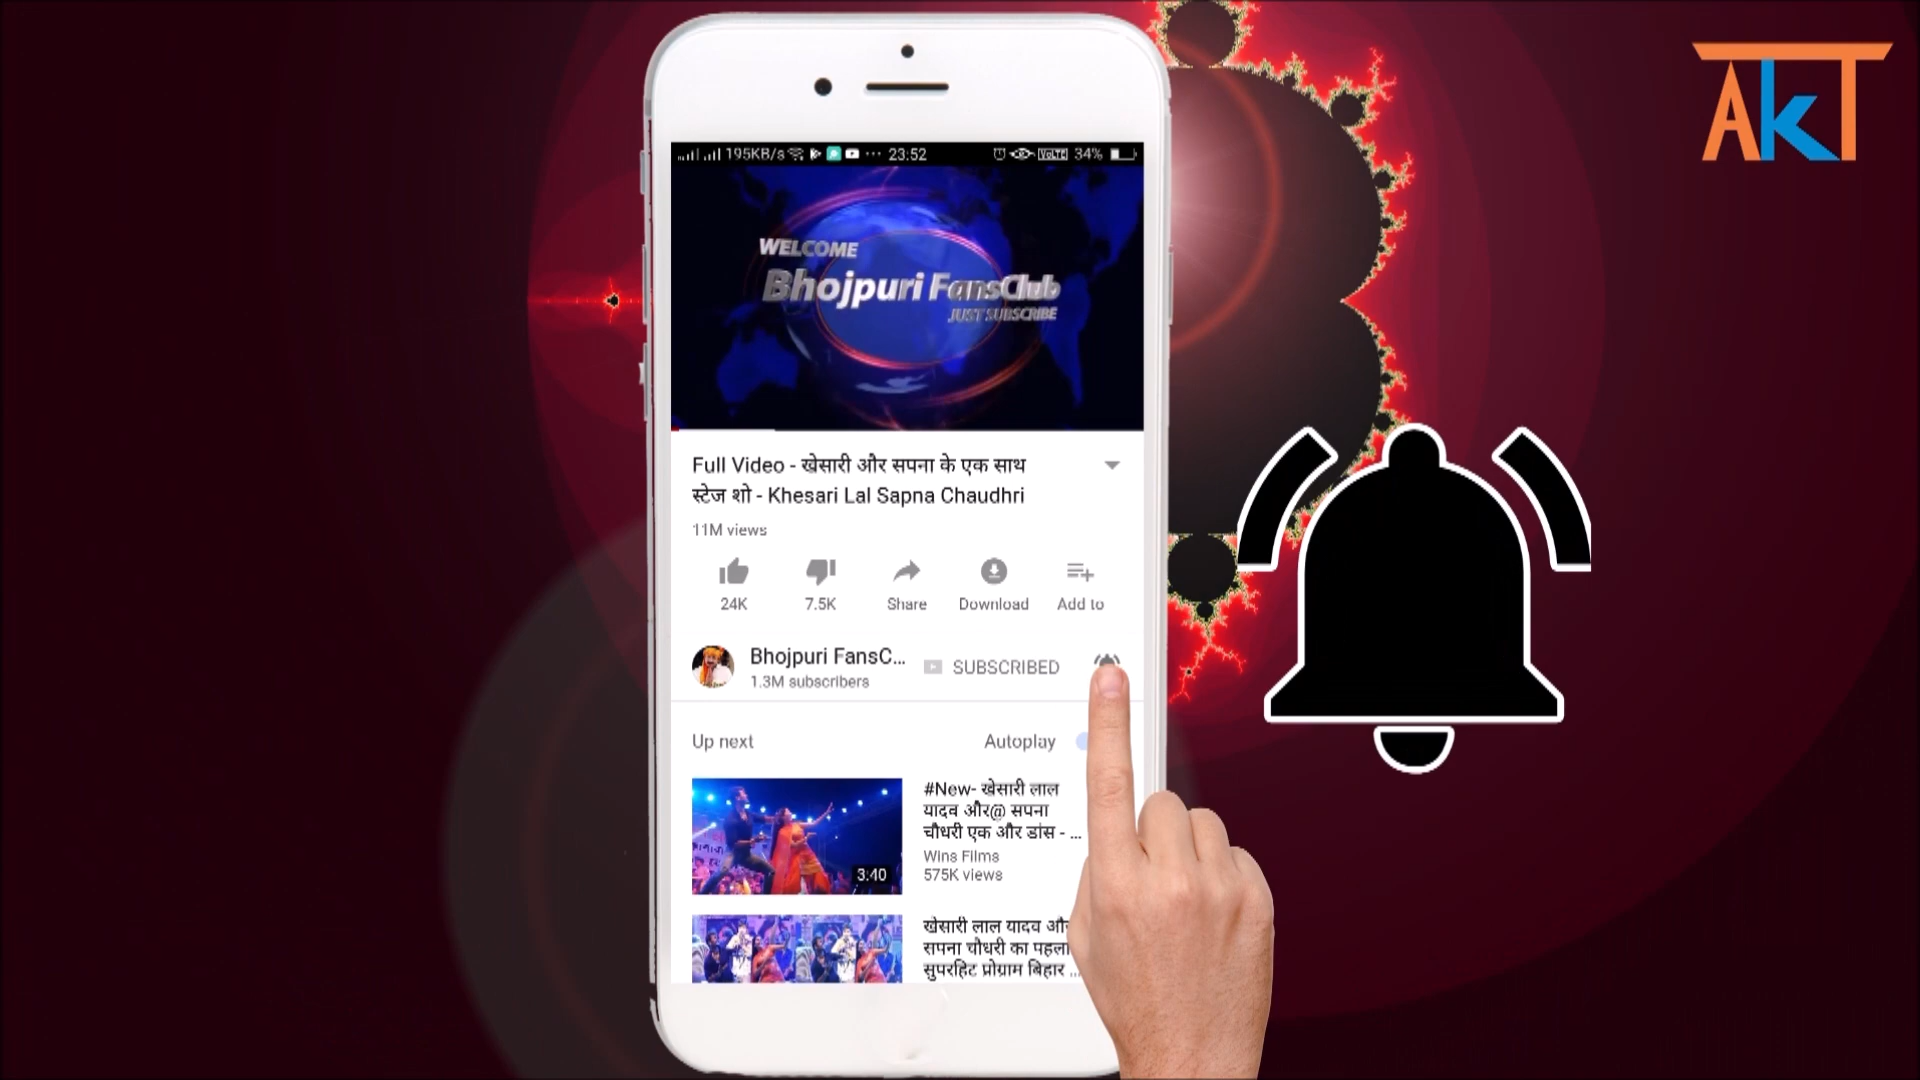 AKT
195KB/s ... 23:52 VoLTE 34%
WELCOME
Bhojpuri FansClub
JUST SUBSCRIBE
Full Video - खेसारी और सपना के एक साथ
स्टेज शो - Khesari Lal Sapna Chaudhri
11M views
24K 7.5K Share Download Add to
Bhojpuri FansC...
1.3M subscribers
SUBSCRIBED
Up next Autoplay
#New- खेसारी लाल
यादव और@ सपना
चौधरी एक और डांस - ...
Wins Films
575K views
3:40
खेसारी लाल यादव और
सपना चौधरी का पहला
सुपरहिट प्रोग्राम बिहार ...